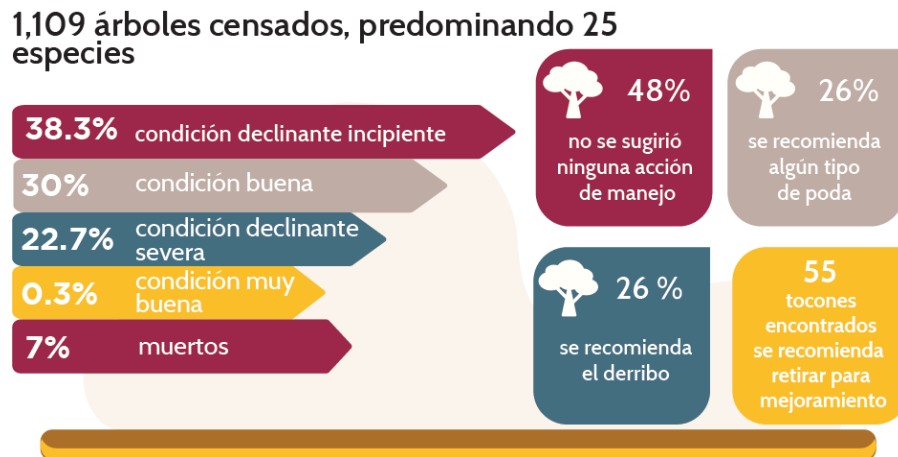 1,109 árboles censados, predominando 25
especies
38.3% condición declinante incipiente
30% condición buena
22.7% condición declinante
severa
0.3% condición muy
buena
7% muertos
48%
no se sugirió
ninguna acción
de manejo
26%
se recomienda
algún tipo
de poda
26 %
se recomienda
el derribo
55
tocones
encontrados
se recomienda
retirar para
mejoramiento